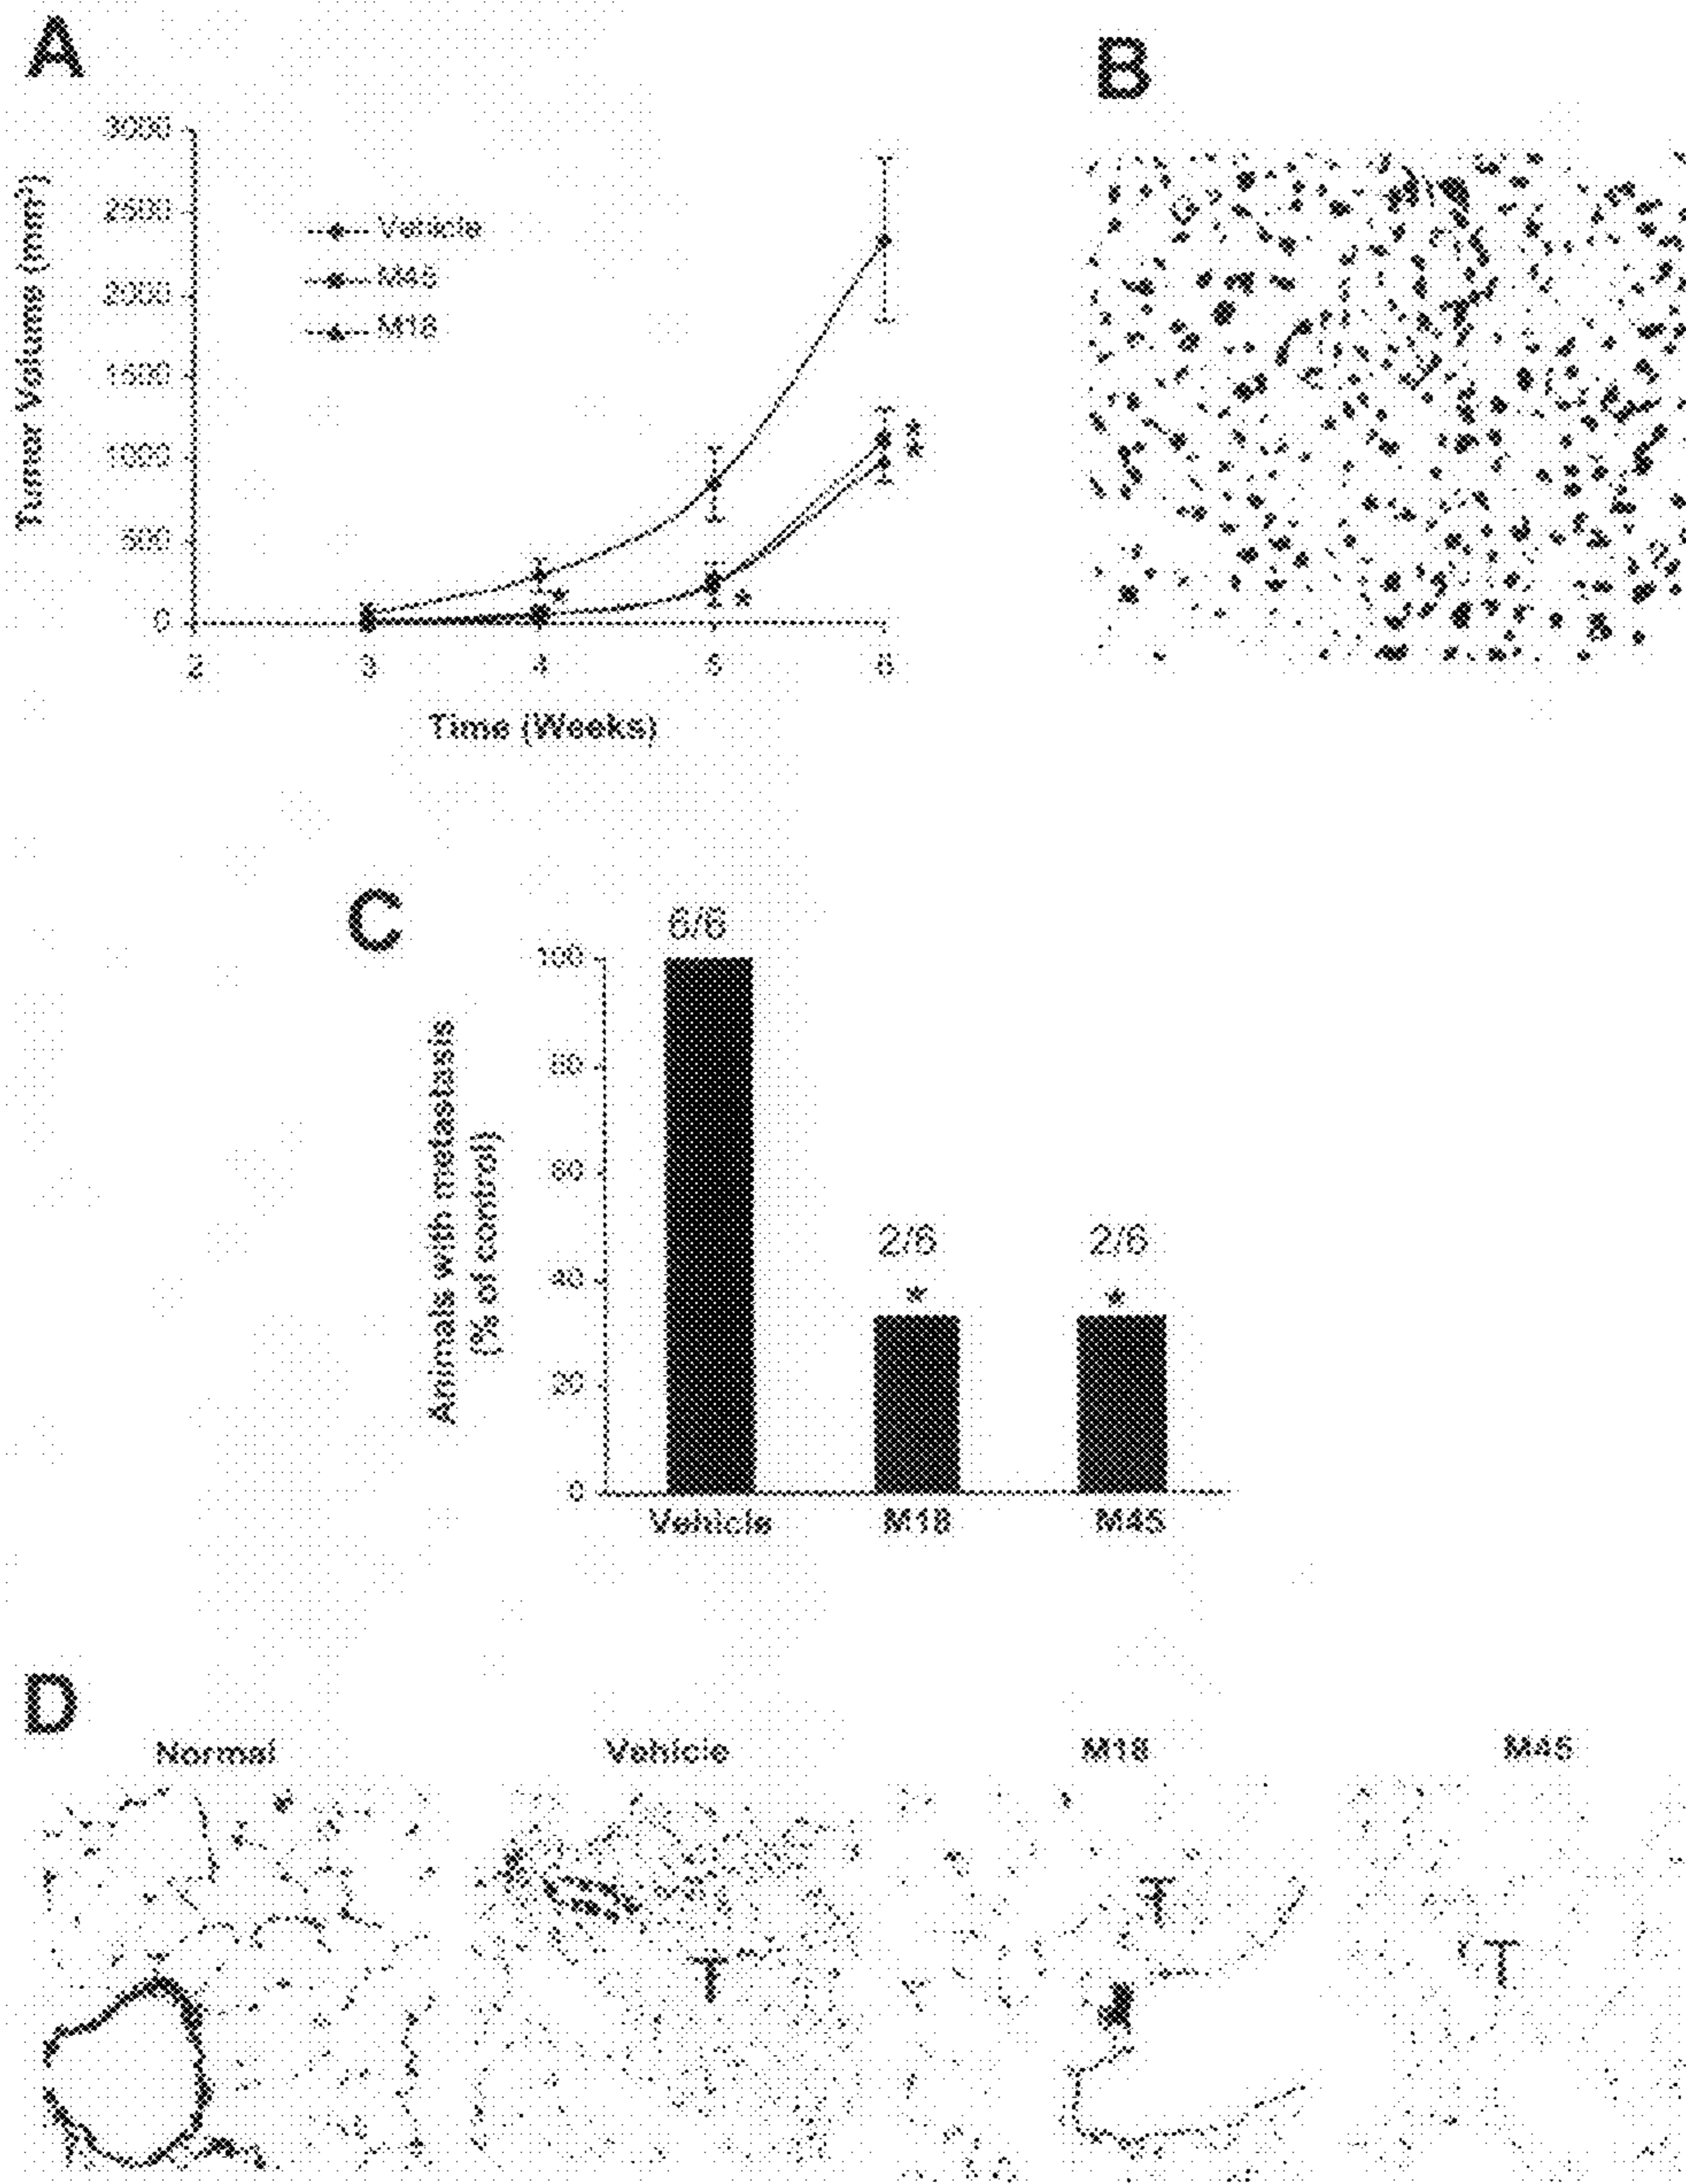 A
B
3000
2500
2000
1500
1000
500
0
Tumor Volume (mm³)
Vehicle
M45
M18
*
*
*
*
2
3
4
5
6
Time (Weeks)
C
6/6
100
80
60
40
20
0
Animals with metastasis
(% of control)
2/6
2/6
*
*
Vehicle
M18
M45
D
Normal
Vehicle
M18
M45
T
T
T